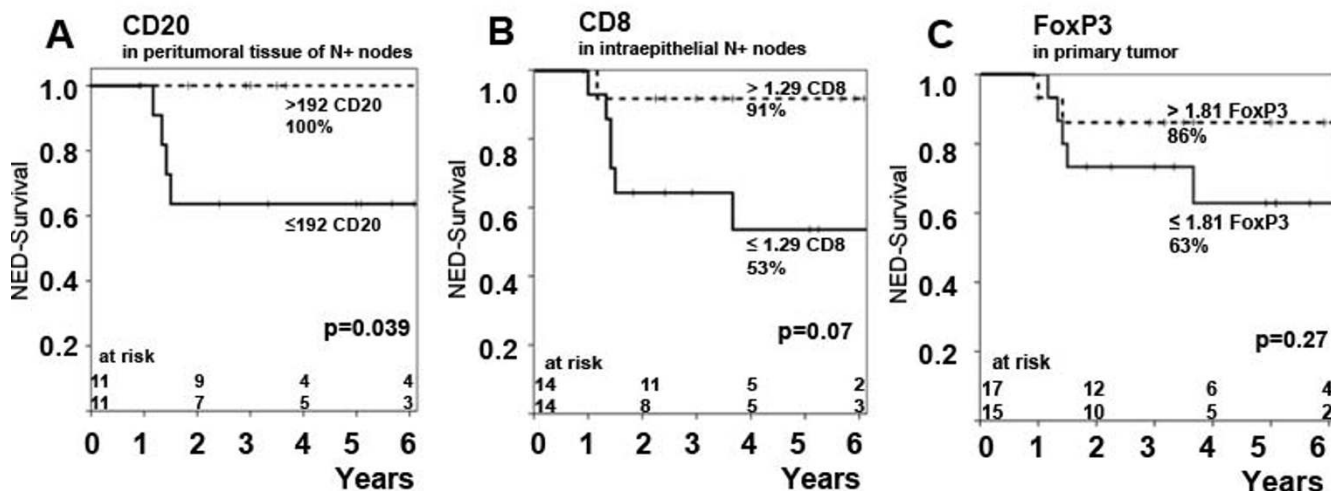 A
CD20
in peritumoral tissue of N+ nodes
NED-Survival
1.0
0.8
0.6
0.4
0.2
>192 CD20
100%
≤192 CD20
p=0.039
at risk
11 9 4 4
11 7 5 3
0 1 2 3 4 5 6
Years
B
CD8
in intraepithelial N+ nodes
NED-Survival
1.0
0.8
0.6
0.4
0.2
> 1.29 CD8
91%
≤ 1.29 CD8
53%
p=0.07
at risk
14 11 5 2
14 8 5 3
0 1 2 3 4 5 6
Years
C
FoxP3
in primary tumor
NED-Survival
1.0
0.8
0.6
0.4
0.2
> 1.81 FoxP3
86%
≤ 1.81 FoxP3
63%
p=0.27
at risk
17 12 6 4
15 10 5 2
0 1 2 3 4 5 6
Years